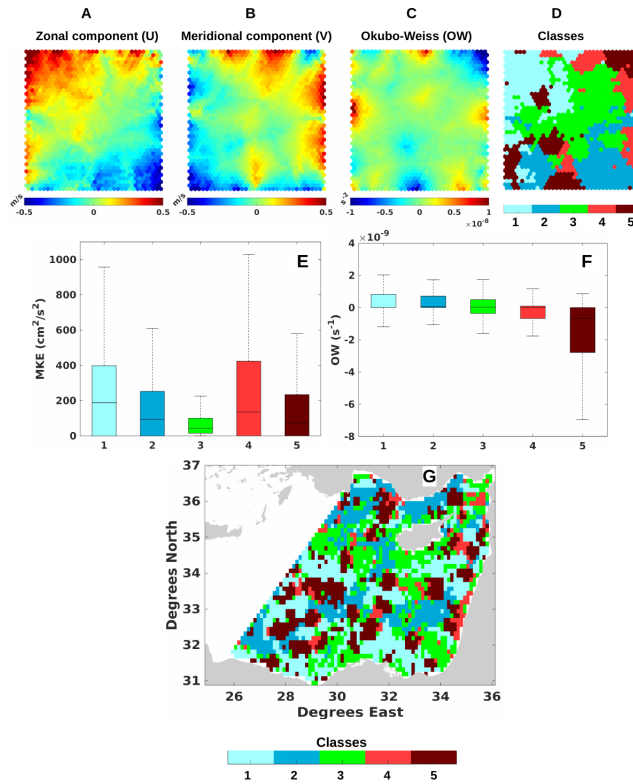 A B C D
Zonal component (U) Meridional component (V) Okubo-Weiss (OW) Classes
m/s m/s s⁻² 
-0.5 0 0.5 -0.5 0 0.5 -1 0 1 1 2 3 4 5
×10⁻⁸
E
MKE (cm²/s²)
1000
800
600
400
200
0
1 2 3 4 5
×10⁻⁹
F
OW (s⁻¹)
4
2
0
-2
-4
-6
-8
1 2 3 4 5
G
Degrees North
37
36
35
34
33
32
31
26 28 30 32 34 36
Degrees East
Classes
1 2 3 4 5